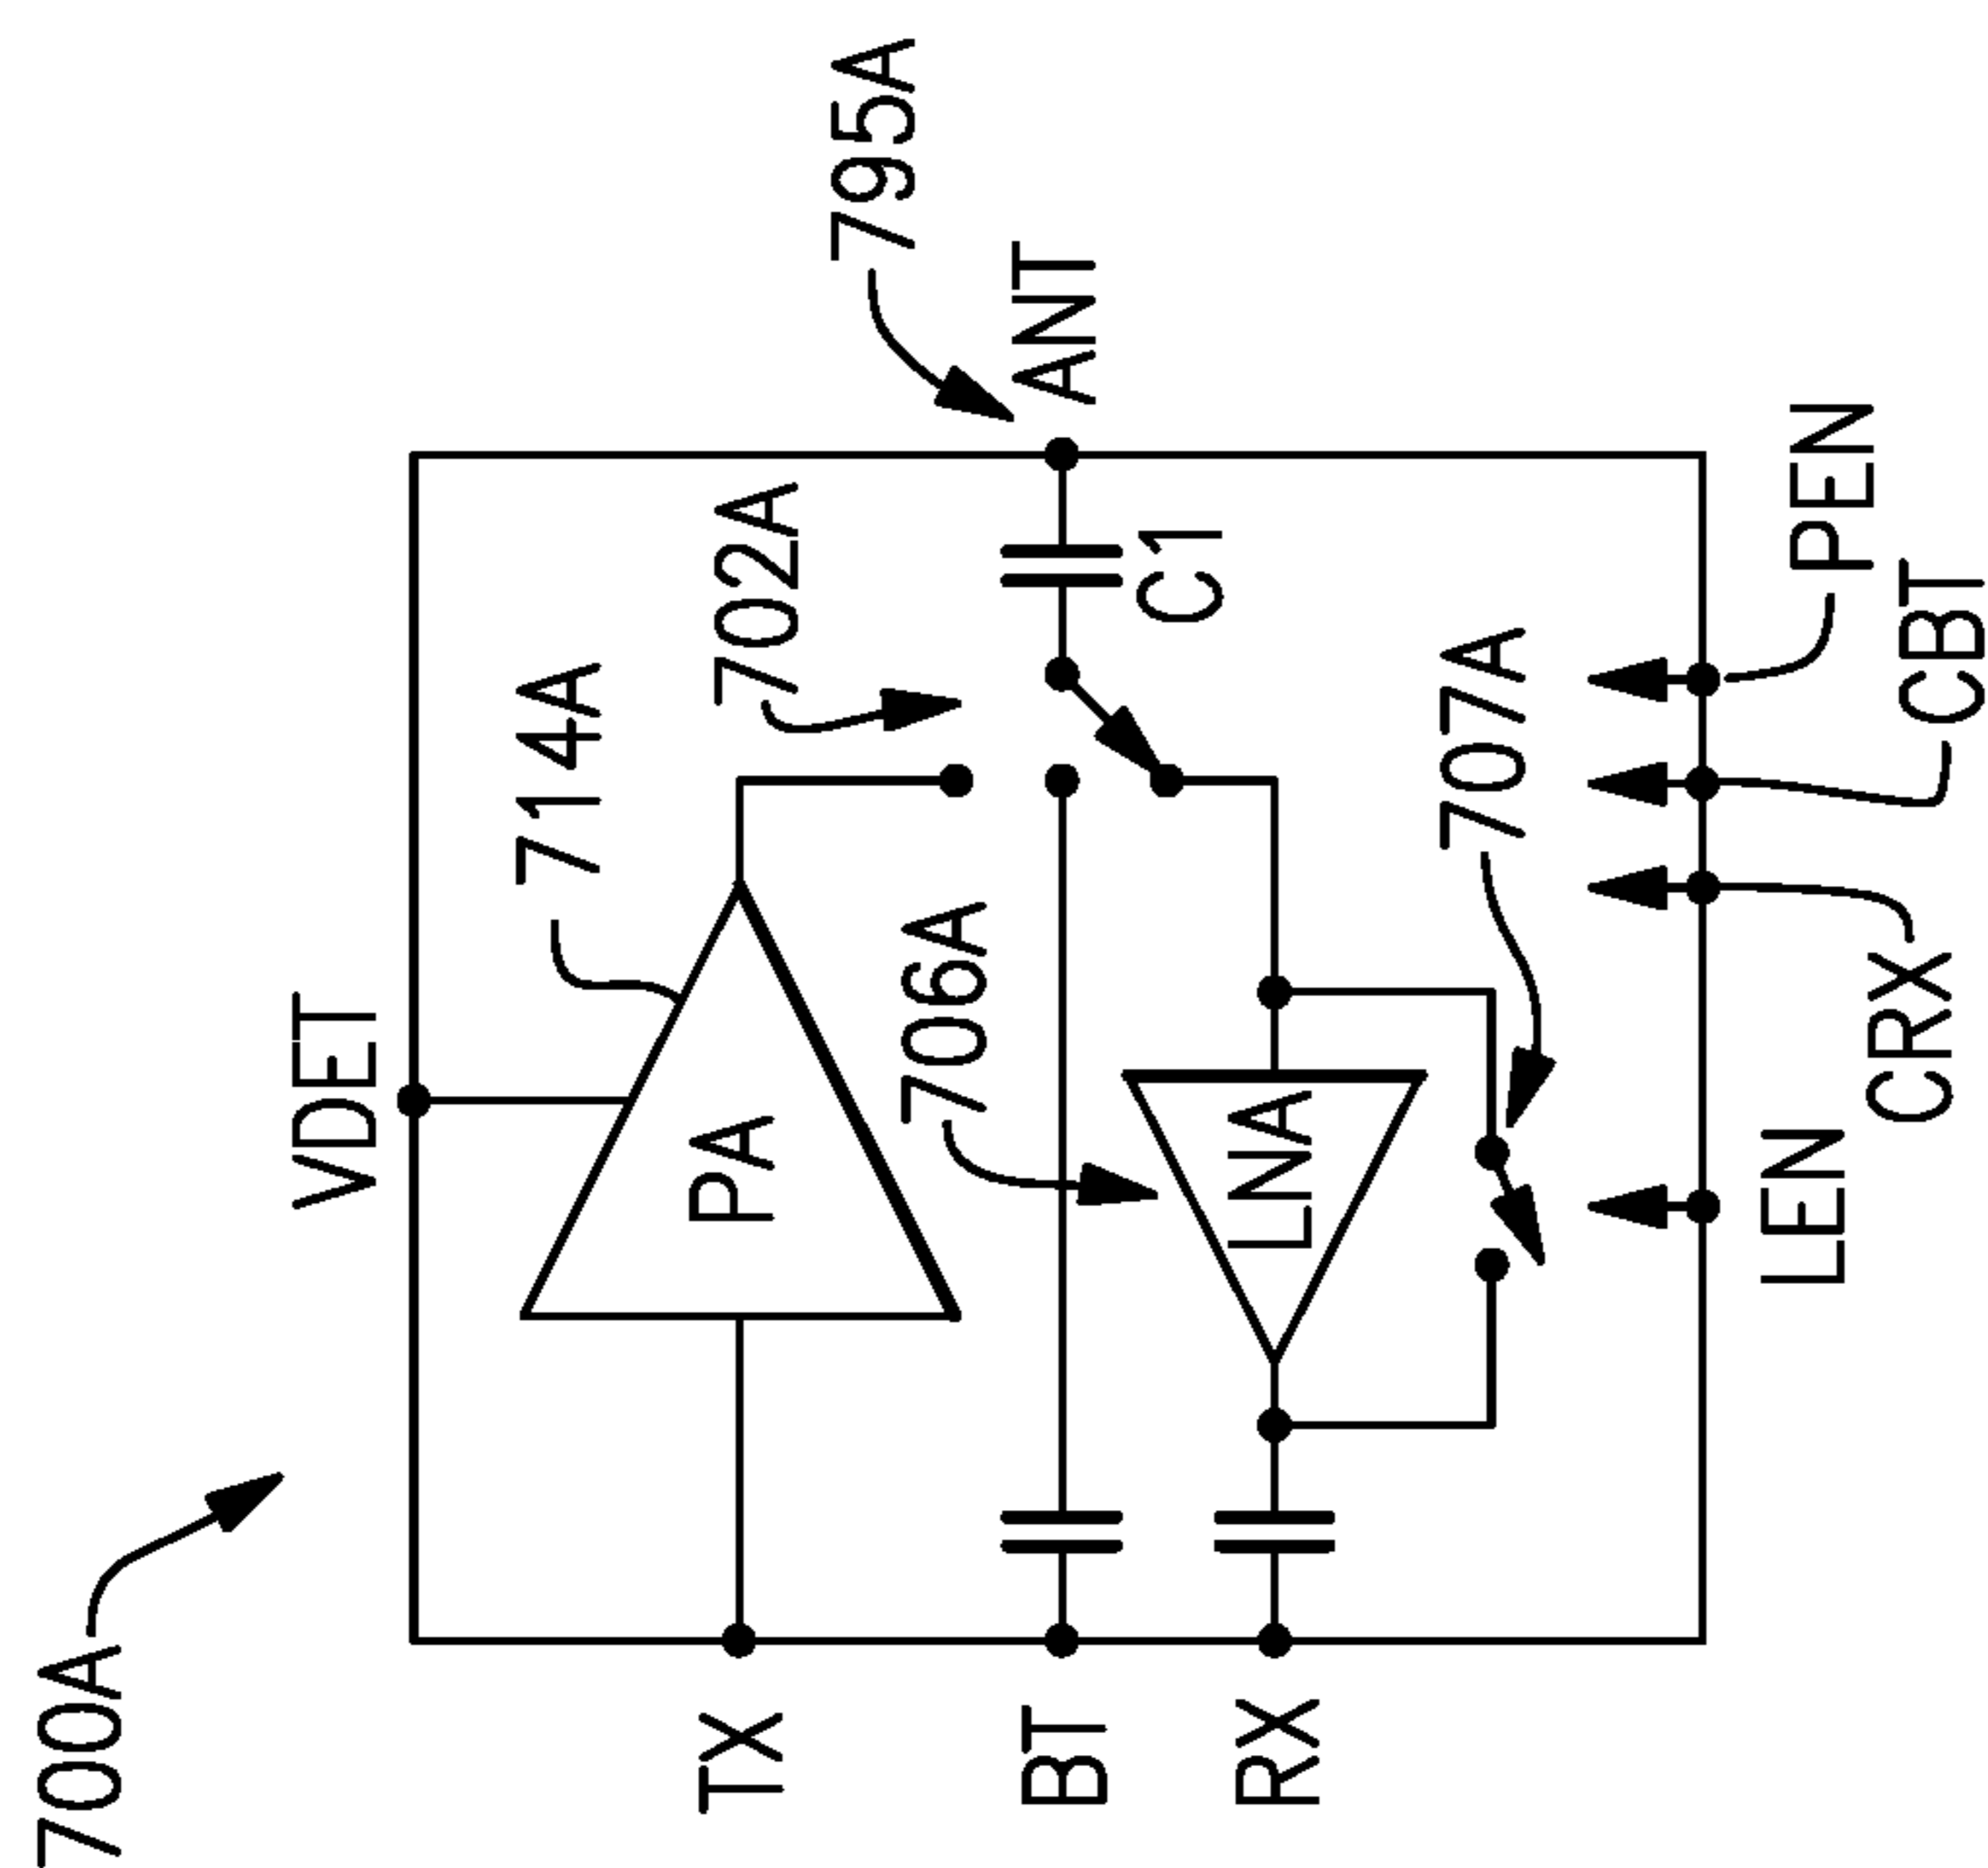 700A
VDET
TX
BT
RX
714A
PA
702A
706A
LNA
C1
707A
795A
ANT
LEN
CRX
CBT
PEN